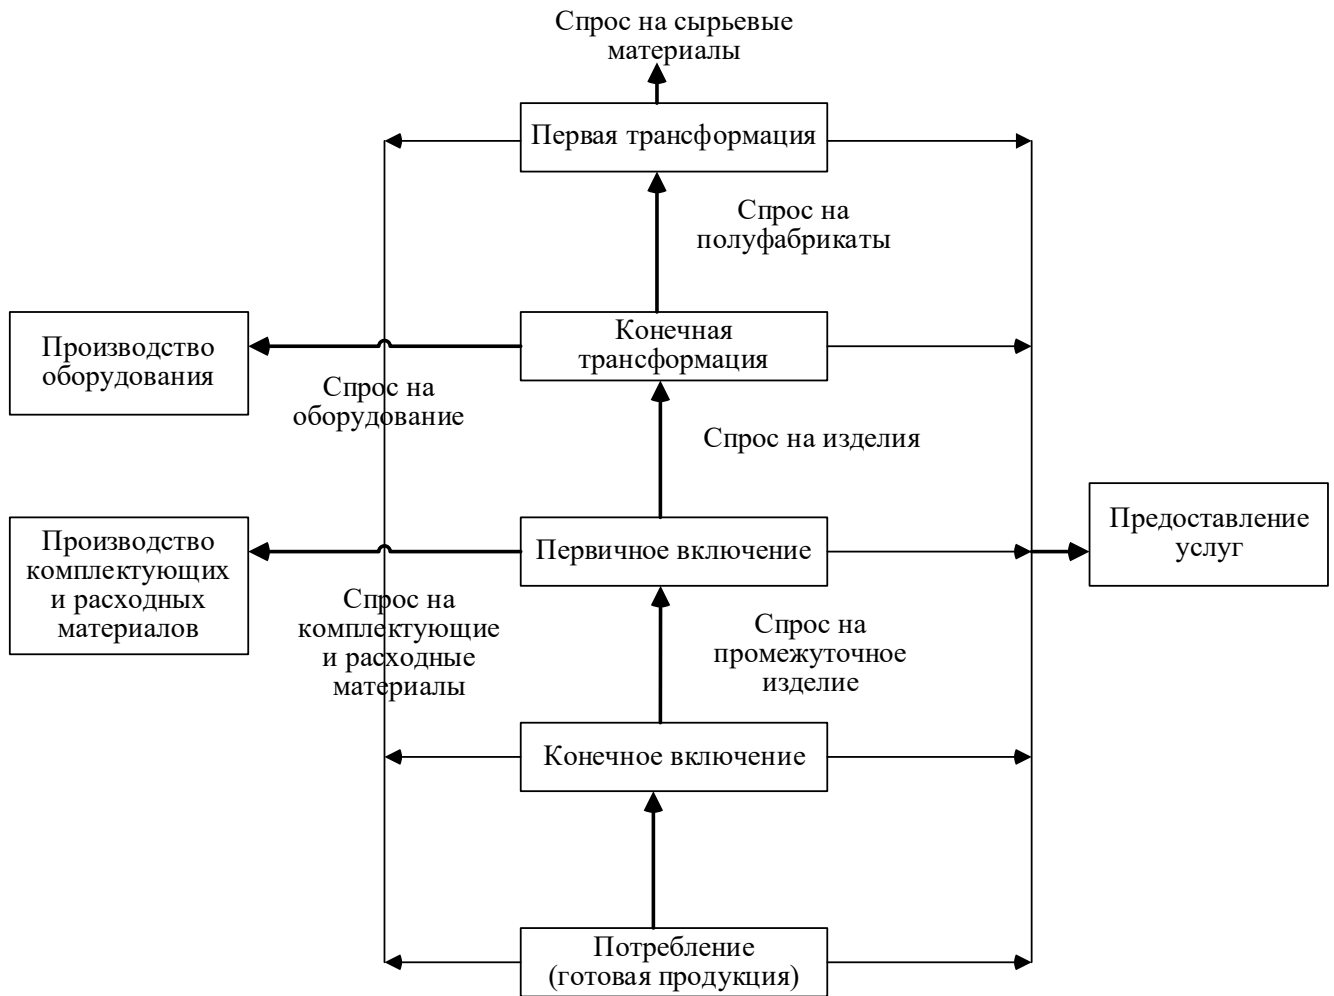 Спрос на сырьевые
материалы
Первая трансформация
Спрос на
полуфабрикаты
Конечная
трансформация
Производство
оборудования
Спрос на
оборудование
Спрос на изделия
Предоставление
услуг
Первичное включение
Производство
комплектующих
и расходных
материалов
Спрос на
комплектующие
и расходные
материалы
Спрос на
промежуточное
изделие
Конечное включение
Потребление
(готовая продукция)